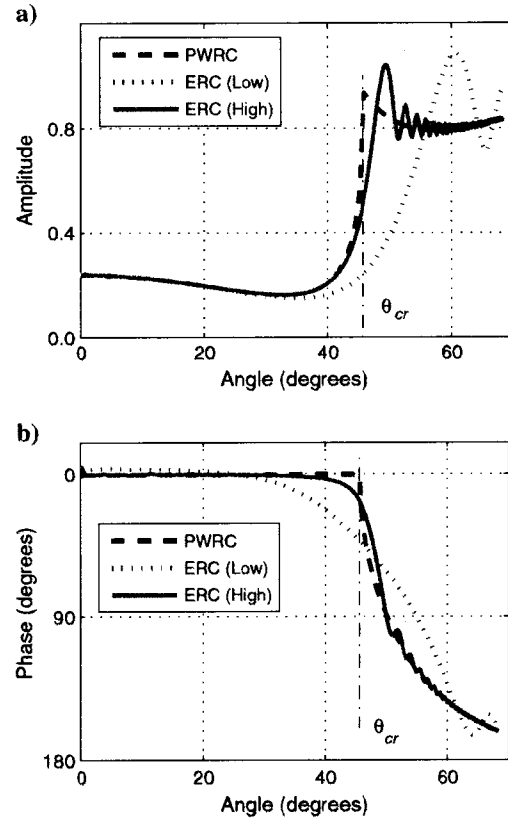 a)
PWRC
ERC (Low)
ERC (High)
0.8
0.4
0.0
Amplitude
θcr
0 20 40 60
Angle (degrees)
b)
0
90
180
Phase (degrees)
PWRC
ERC (Low)
ERC (High)
θcr
0 20 40 60
Angle (degrees)